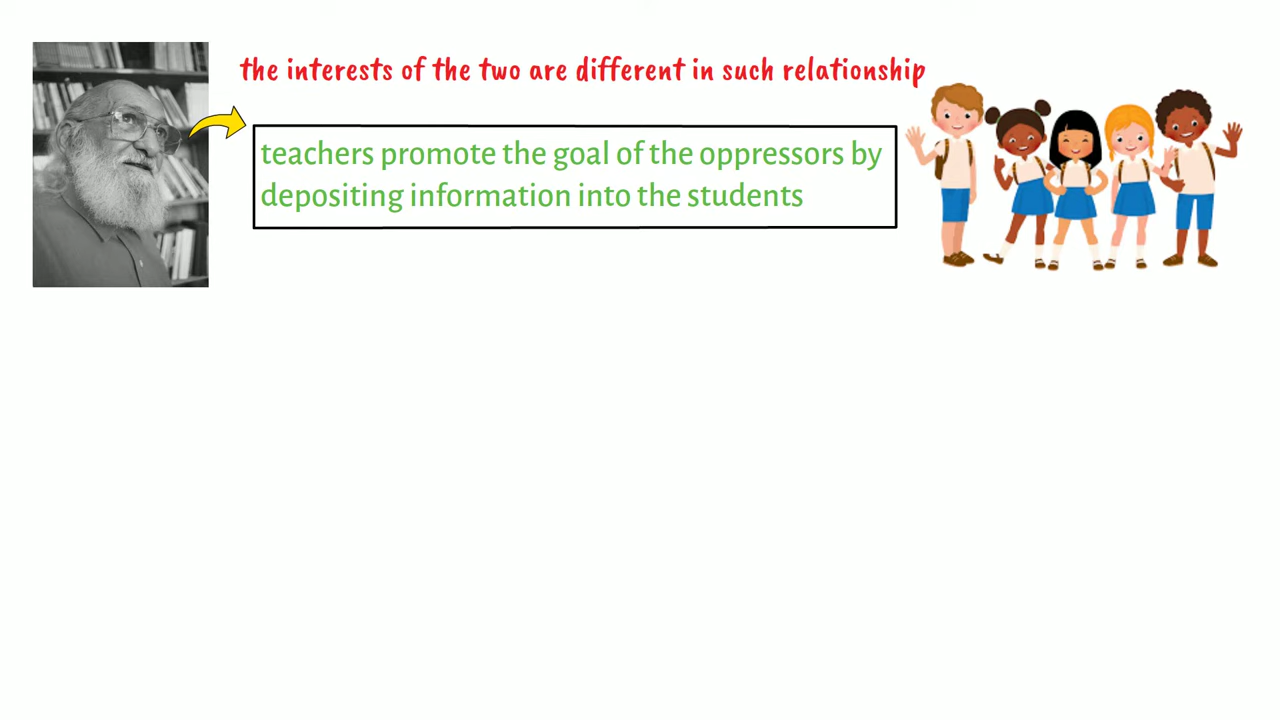 the interests of the two are different in such relationship
teachers promote the goal of the oppressors by
depositing information into the students